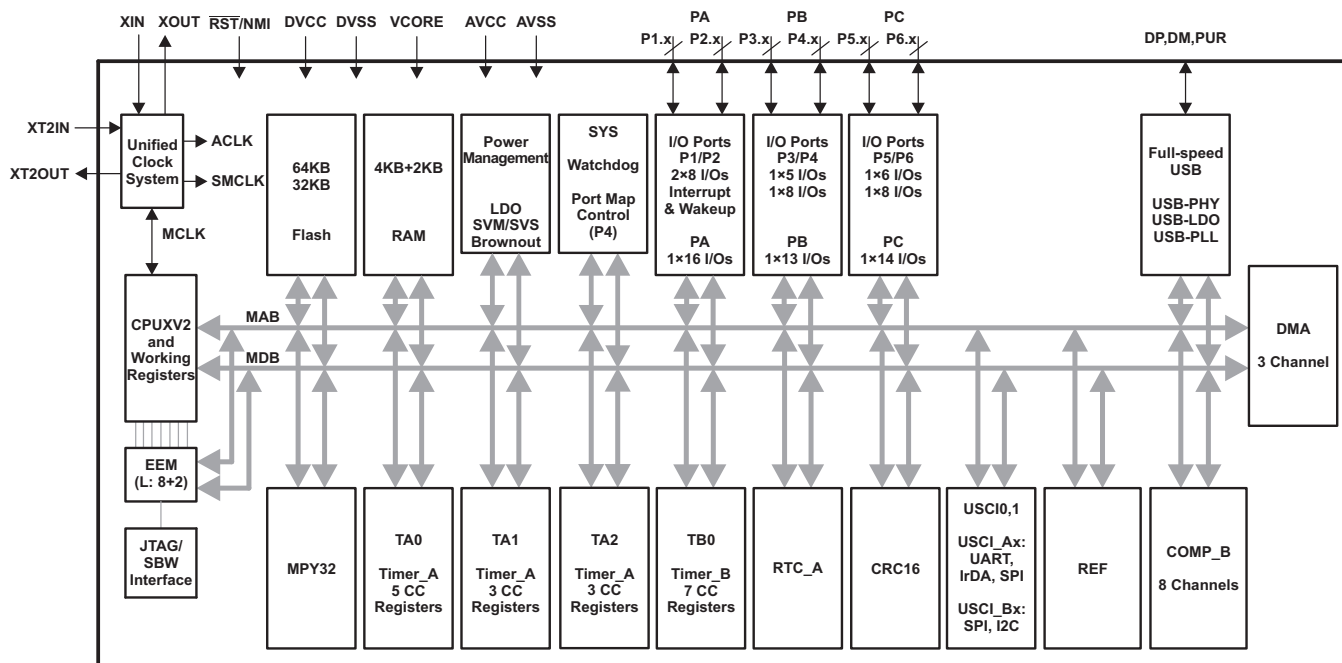 XIN
XOUT
RST/NMI
DVCC
DVSS
VCORE
AVCC
AVSS
PA
P1.x
P2.x
PB
P3.x
P4.x
PC
P5.x
P6.x
DP,DM,PUR
XT2IN
XT2OUT
Unified
Clock
System
ACLK
SMCLK
MCLK
64KB
32KB
Flash
4KB+2KB
RAM
Power
Management
LDO
SVM/SVS
Brownout
SYS
Watchdog
Port Map
Control
(P4)
I/O Ports
P1/P2
2×8 I/Os
Interrupt
& Wakeup
PA
1×16 I/Os
I/O Ports
P3/P4
1×5 I/Os
1×8 I/Os
PB
1×13 I/Os
I/O Ports
P5/P6
1×6 I/Os
1×8 I/Os
PC
1×14 I/Os
Full-speed
USB
USB-PHY
USB-LDO
USB-PLL
CPUXV2
and
Working
Registers
MAB
MDB
DMA
3 Channel
EEM
(L: 8+2)
JTAG/
SBW
Interface
MPY32
TA0
Timer_A
5 CC
Registers
TA1
Timer_A
3 CC
Registers
TA2
Timer_A
3 CC
Registers
TB0
Timer_B
7 CC
Registers
RTC_A
CRC16
USCI0,1
USCI_Ax:
UART,
IrDA, SPI
USCI_Bx:
SPI, I2C
REF
COMP_B
8 Channels